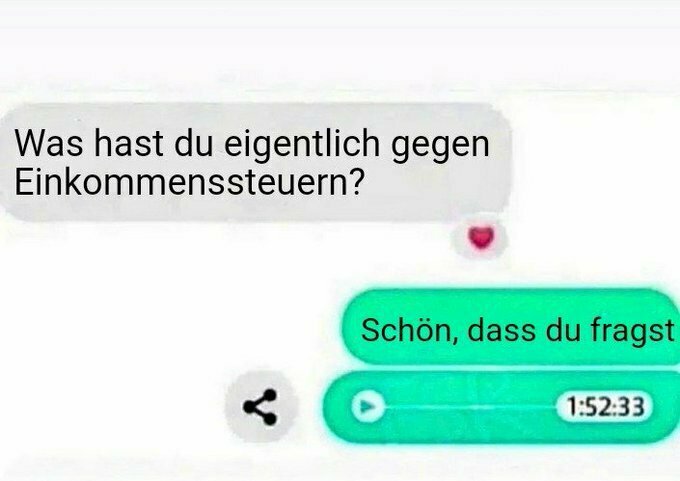 Was hast du eigentlich gegen
Einkommenssteuern?
Schön, dass du fragst
1:52:33